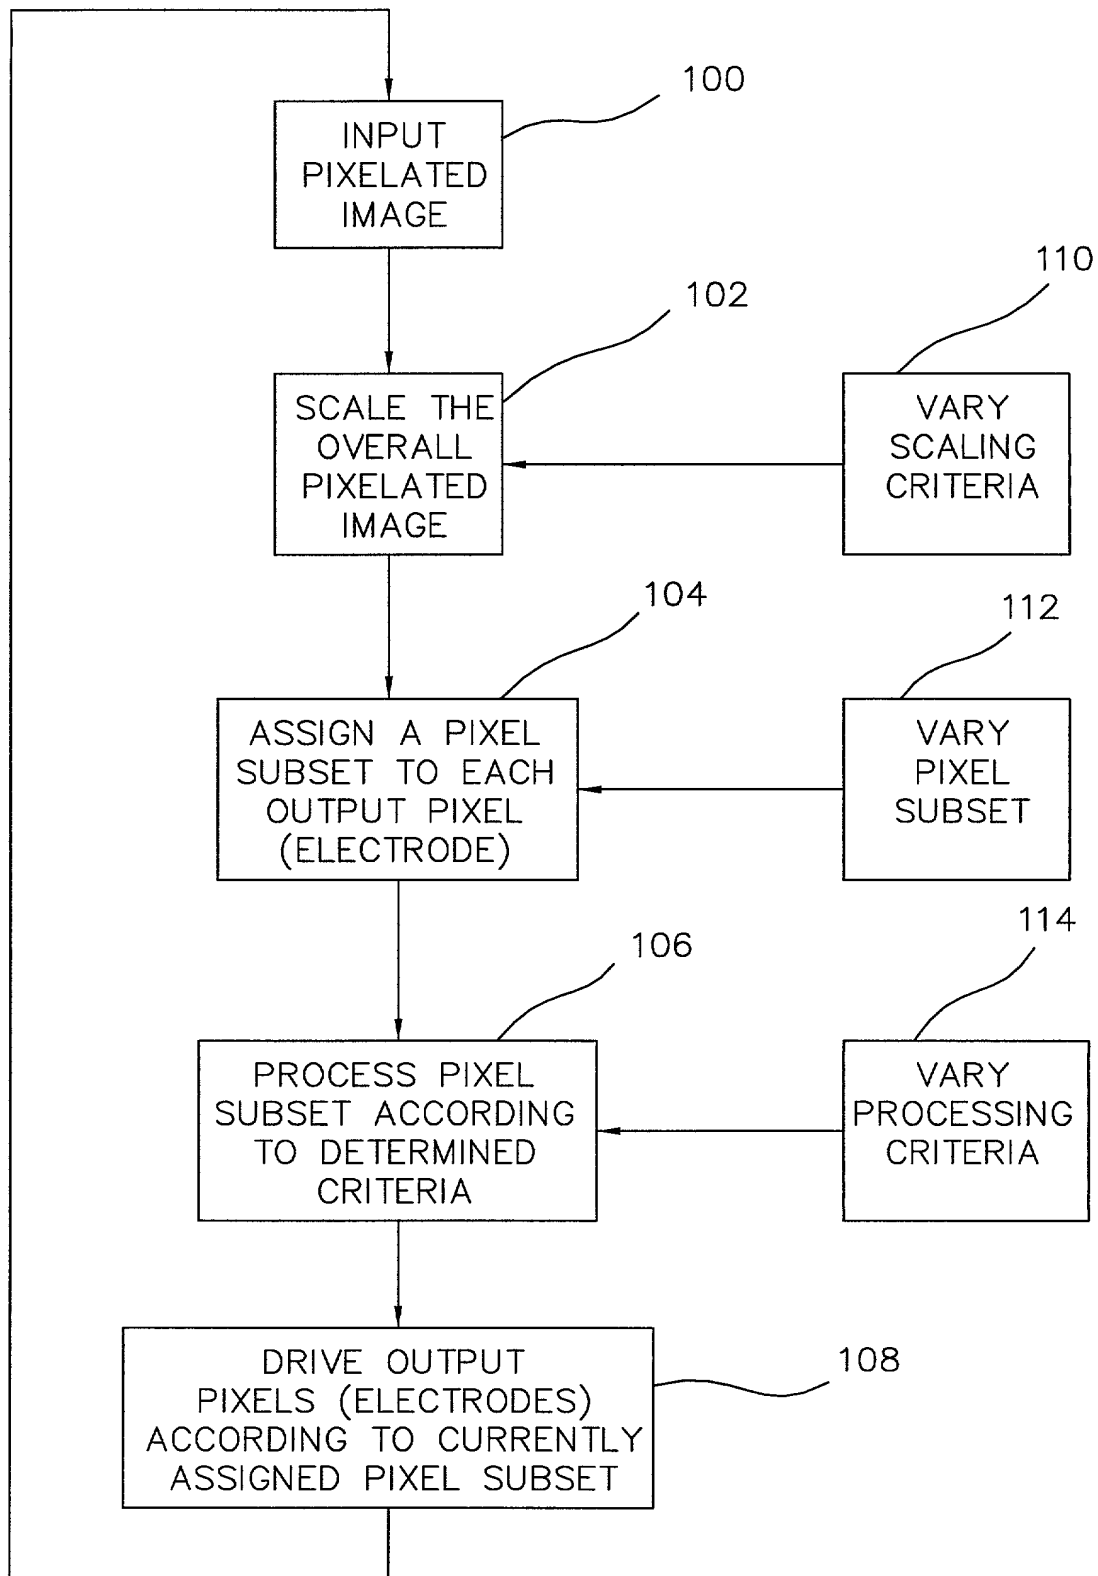 100
INPUT
PIXELATED
IMAGE
102
110
SCALE THE
OVERALL
PIXELATED
IMAGE
VARY
SCALING
CRITERIA
104
112
ASSIGN A PIXEL
SUBSET TO EACH
OUTPUT PIXEL
(ELECTRODE)
VARY
PIXEL
SUBSET
106
114
PROCESS PIXEL
SUBSET ACCORDING
TO DETERMINED
CRITERIA
VARY
PROCESSING
CRITERIA
108
DRIVE OUTPUT
PIXELS (ELECTRODES)
ACCORDING TO CURRENTLY
ASSIGNED PIXEL SUBSET